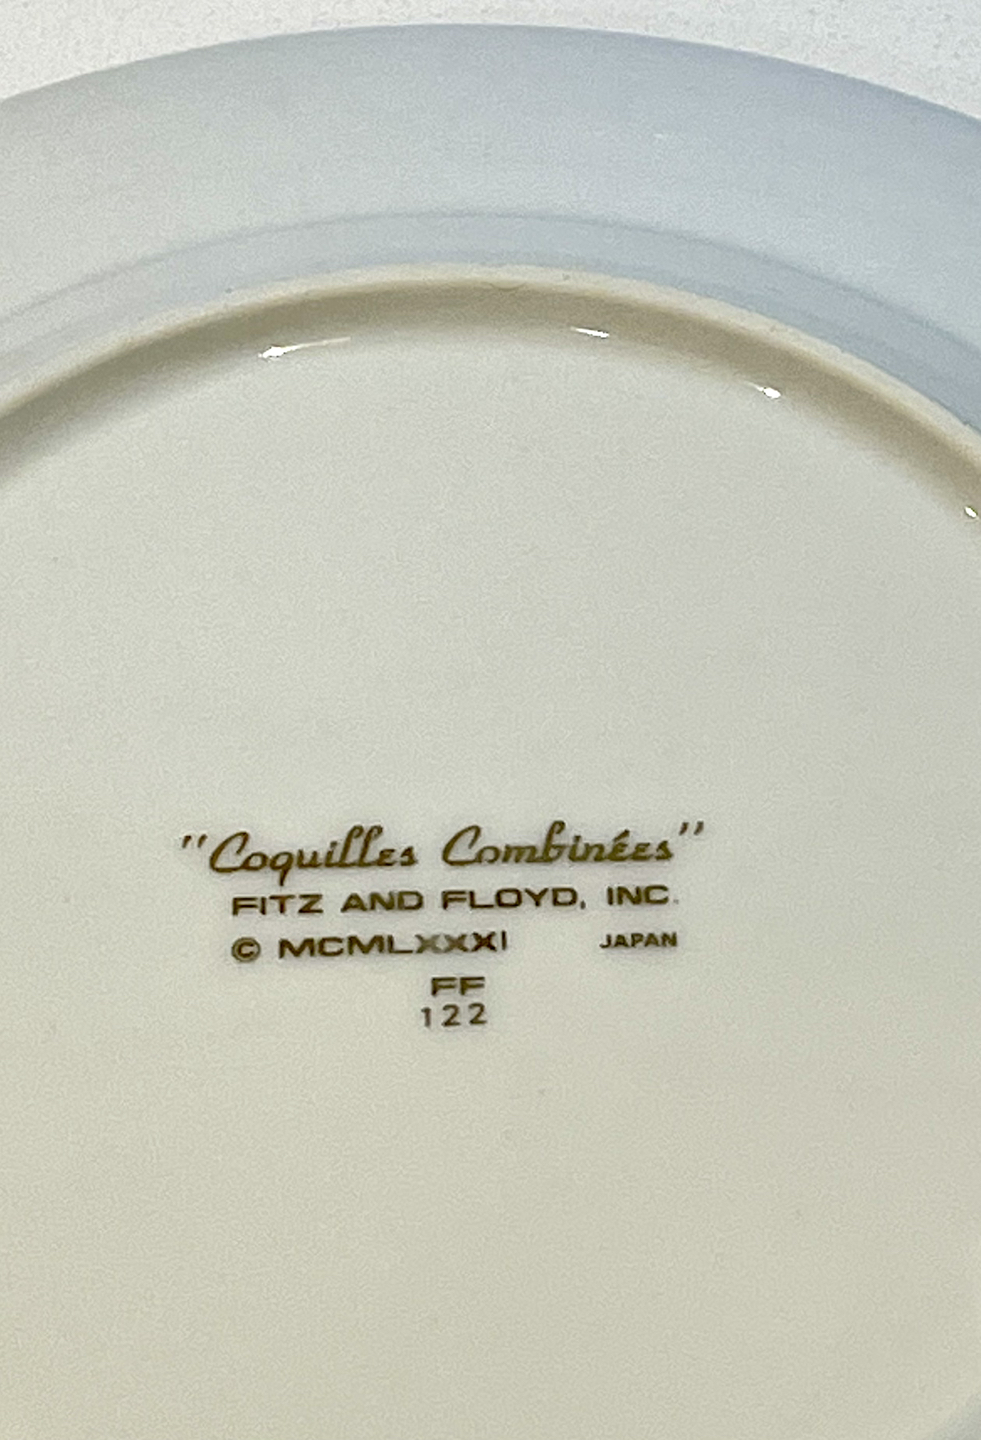 "Coquilles Combinées"
FITZ AND FLOYD, INC.
© MCMLXXXI JAPAN
FF
122